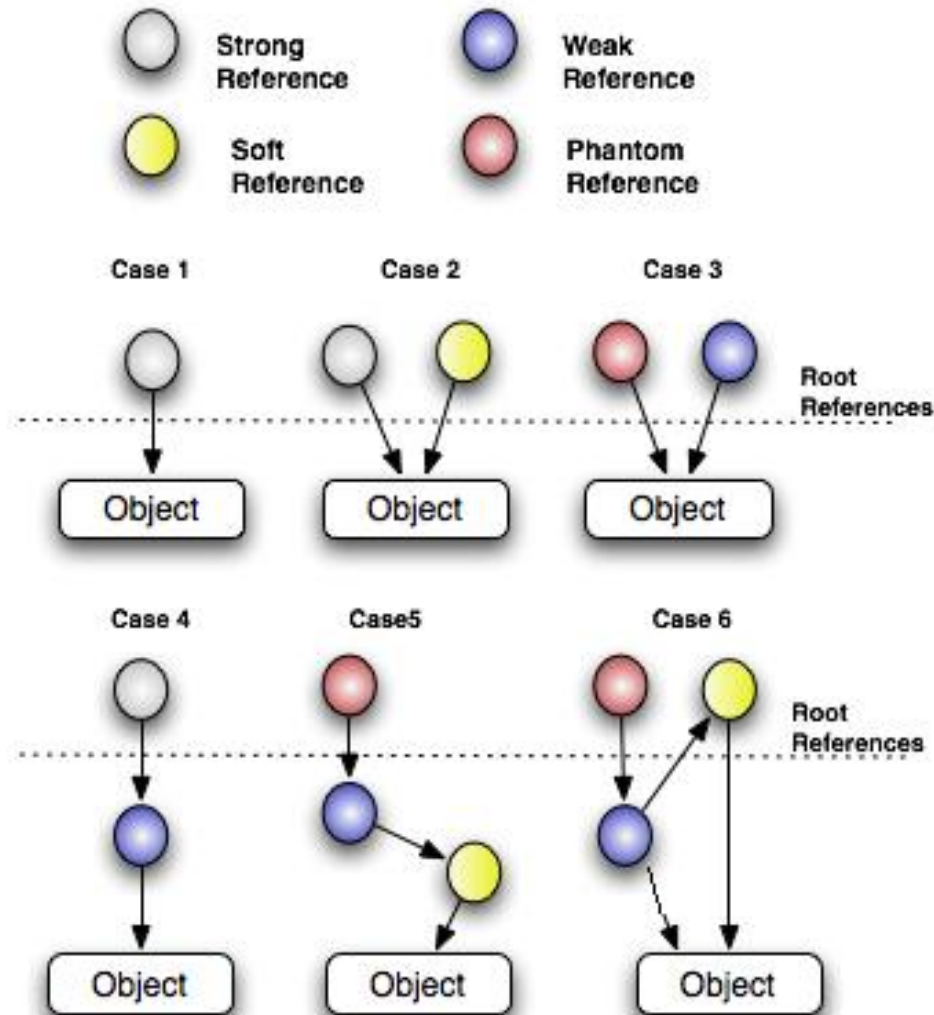 Strong
Reference
Weak
Reference
Soft
Reference
Phantom
Reference
Case 1
Case 2
Case 3
Root
References
Object
Object
Object
Case 4
Case5
Case 6
Root
References
Object
Object
Object